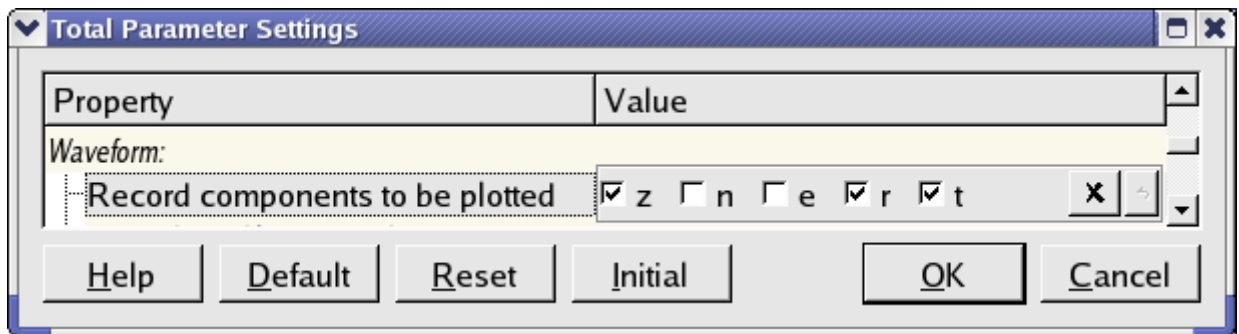 Total Parameter Settings
Property Value
Waveform:
Record components to be plotted z n e r t
Help Default Reset Initial OK Cancel